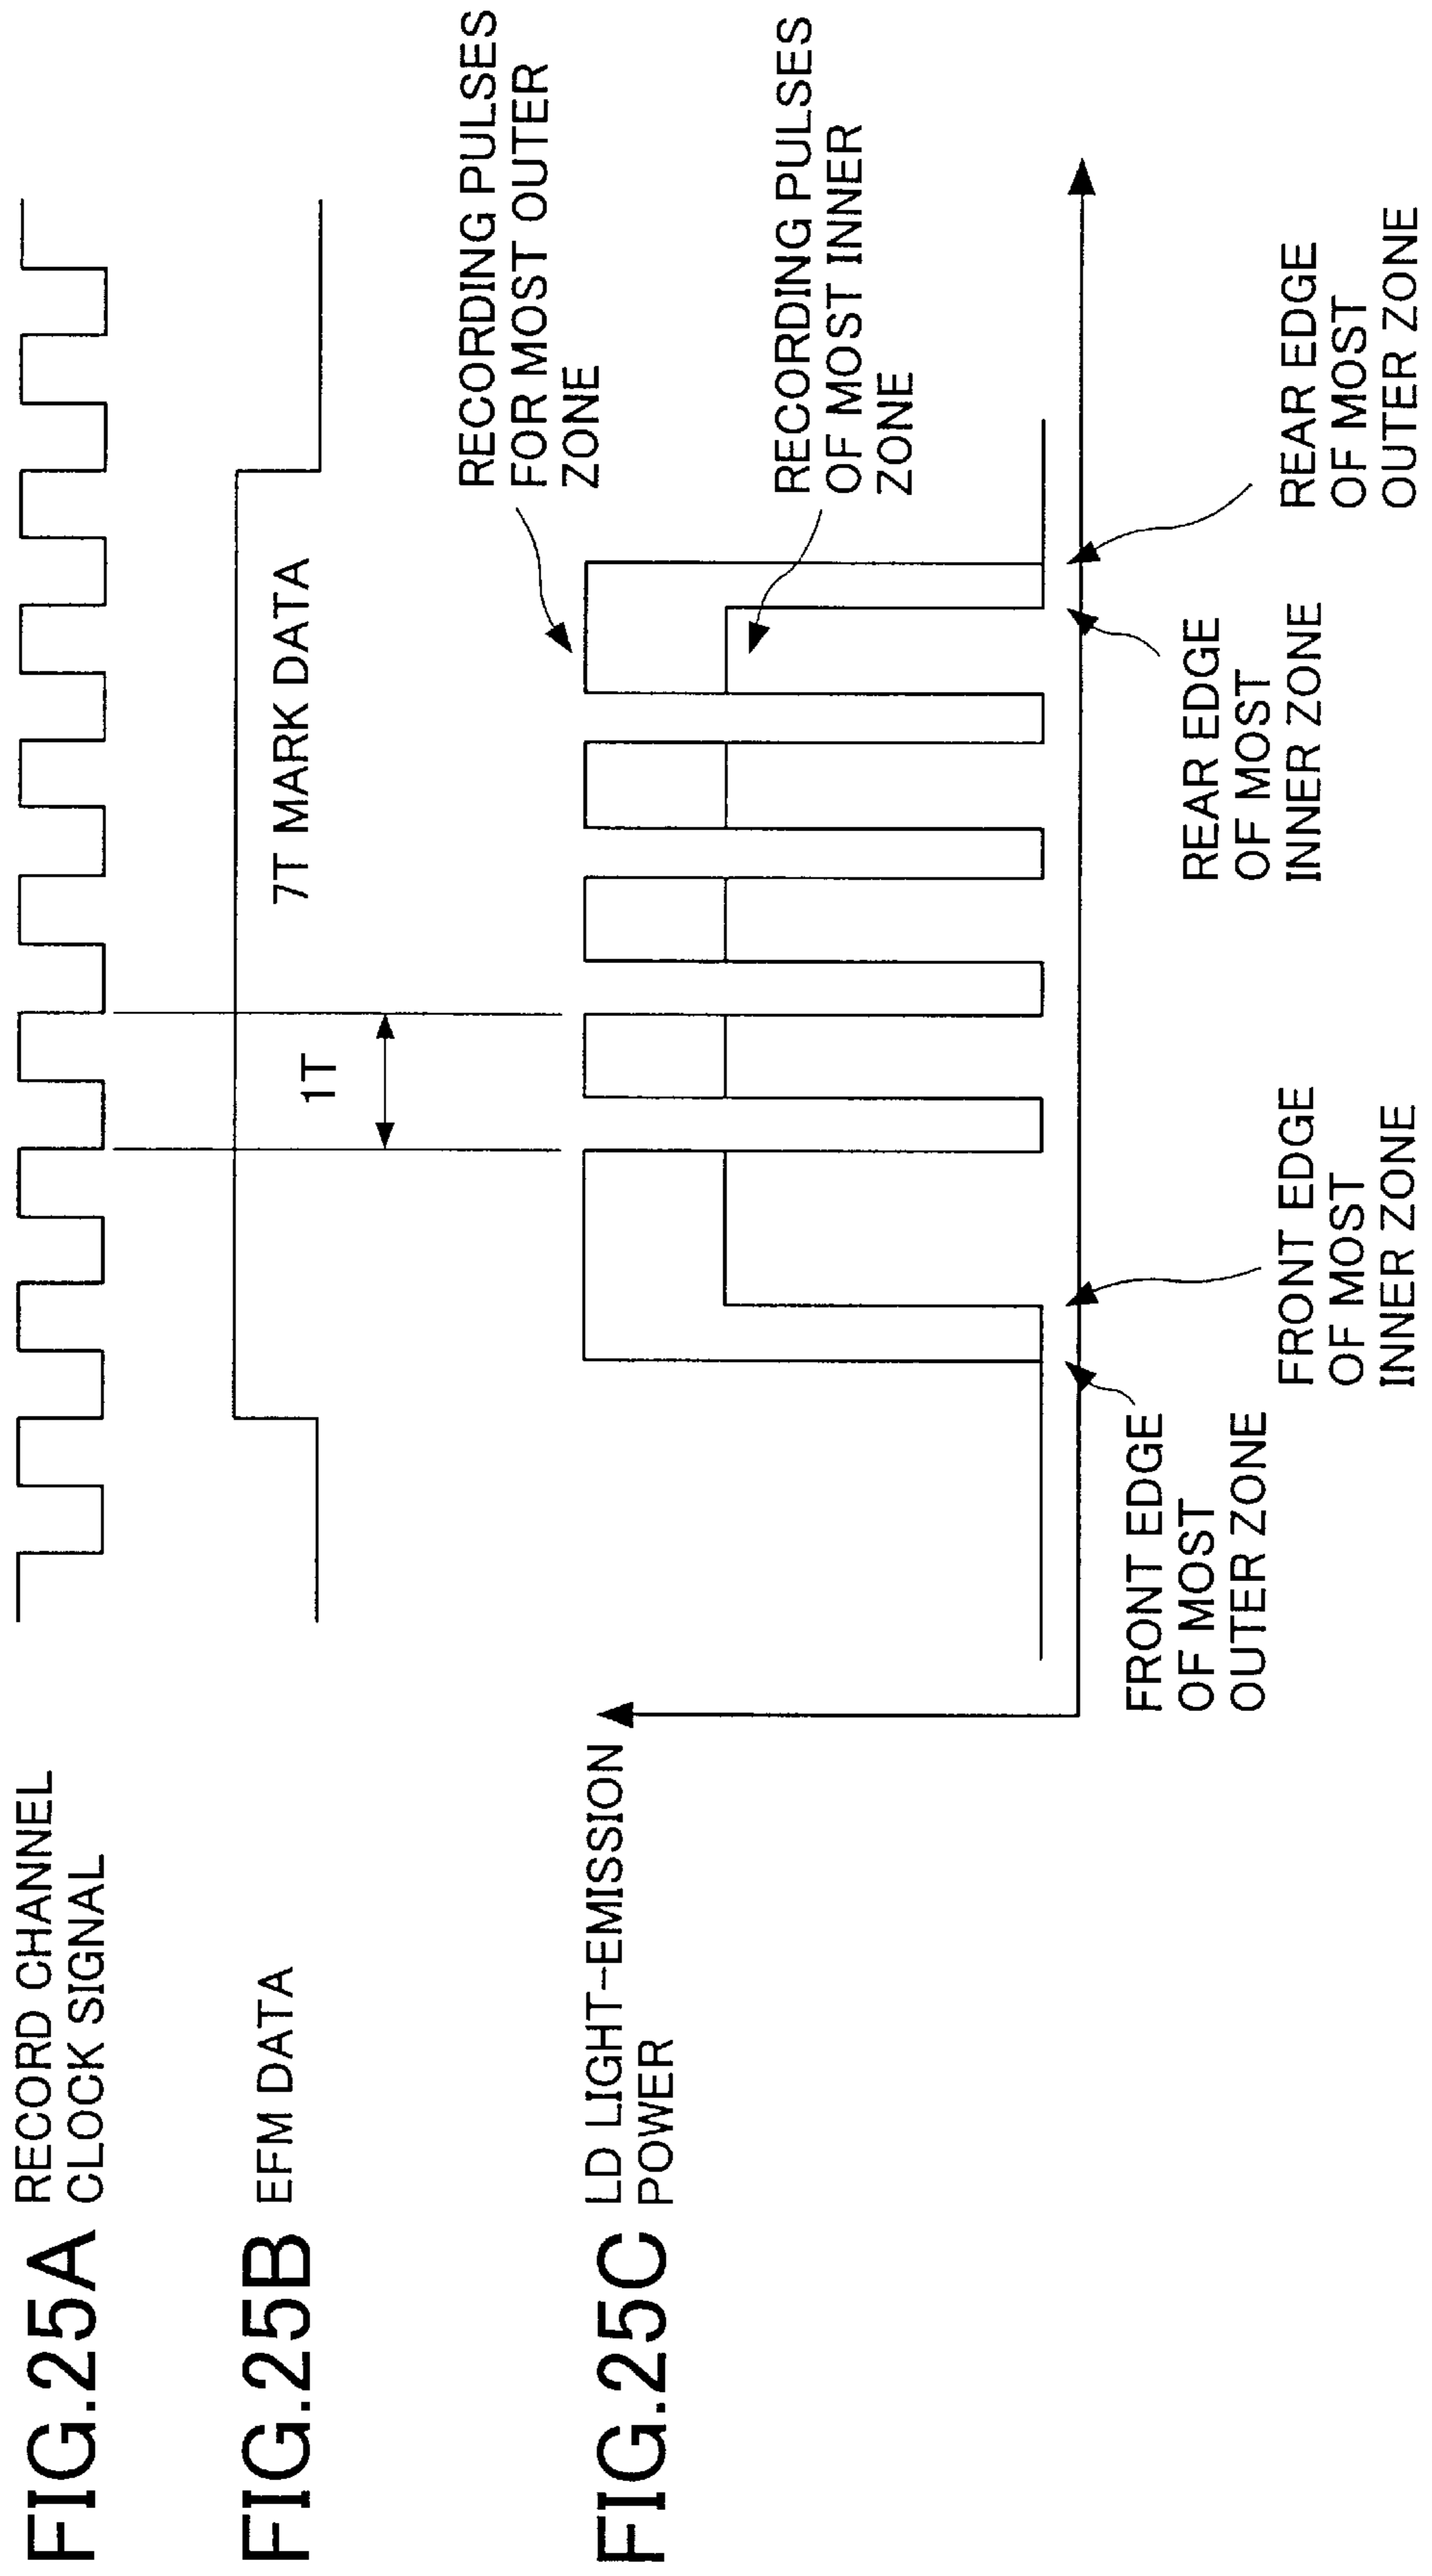 FIG.25A RECORD CHANNEL
CLOCK SIGNAL
FIG.25B EFM DATA
7T MARK DATA
1T
FIG.25C LD LIGHT-EMISSION
POWER
RECORDING PULSES
FOR MOST OUTER
ZONE
RECORDING PULSES
OF MOST INNER
ZONE
FRONT EDGE
OF MOST
OUTER ZONE
FRONT EDGE
OF MOST
INNER ZONE
REAR EDGE
OF MOST
INNER ZONE
REAR EDGE
OF MOST
OUTER ZONE